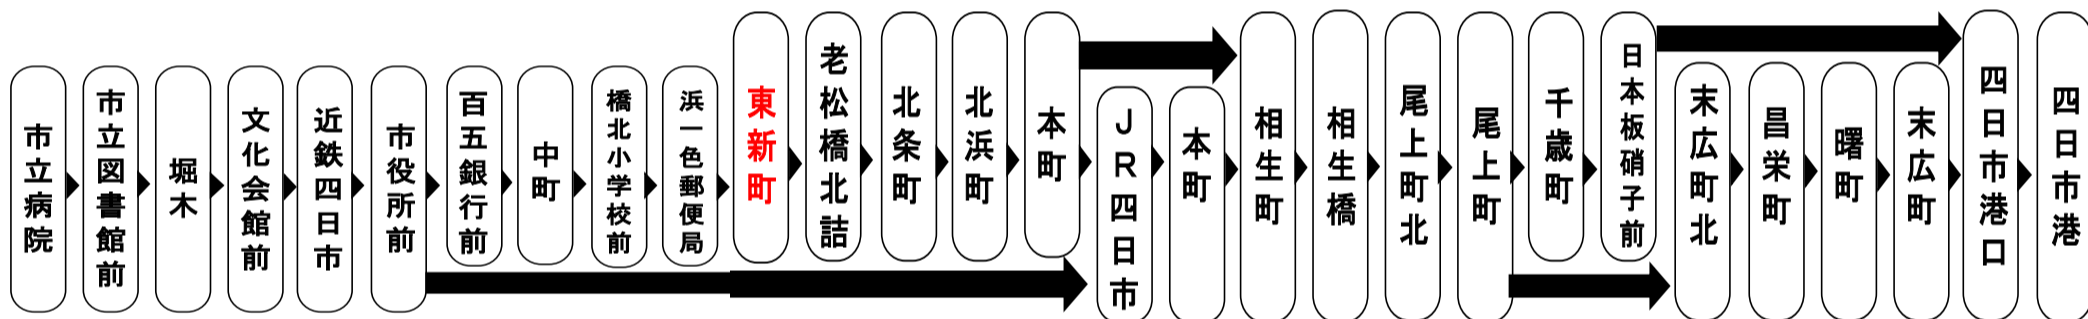 市立病院
市立図書館前
堀木
文化会館前
近鉄四日市
市役所前
百五銀行前
中町
橋北小学校前
浜一色郵便局
東新町
老松橋北詰
北条町
北浜町
本町
JR四日市
本町
相生町
相生橋
尾上町北
尾上町
千歳町
日本板硝子前
末広町北
昌栄町
曙町
末広町
四日市港口
四日市港